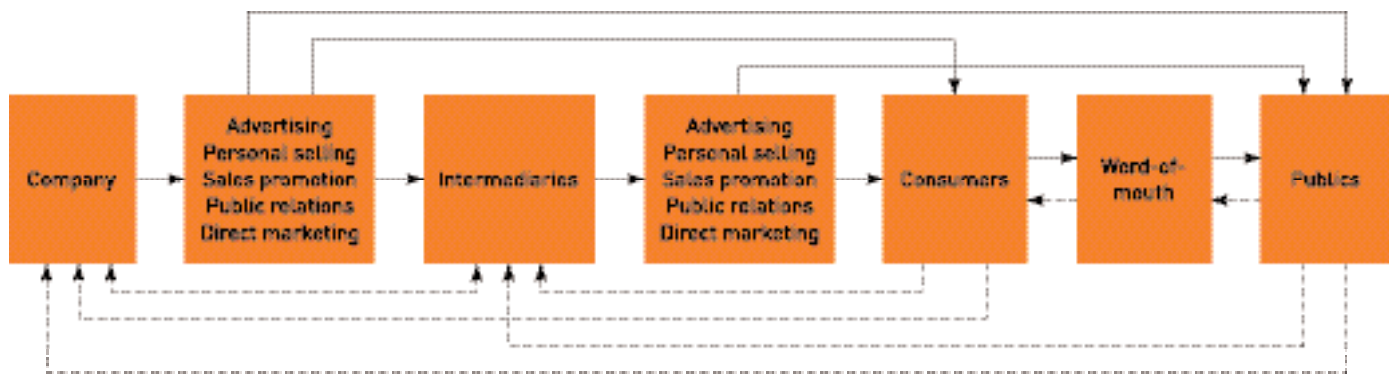 Company
Advertising
Personal selling
Sales promotion
Public relations
Direct marketing
Intermediaries
Advertising
Personal selling
Sales promotion
Public relations
Direct marketing
Consumers
Word-of-
mouth
Publics